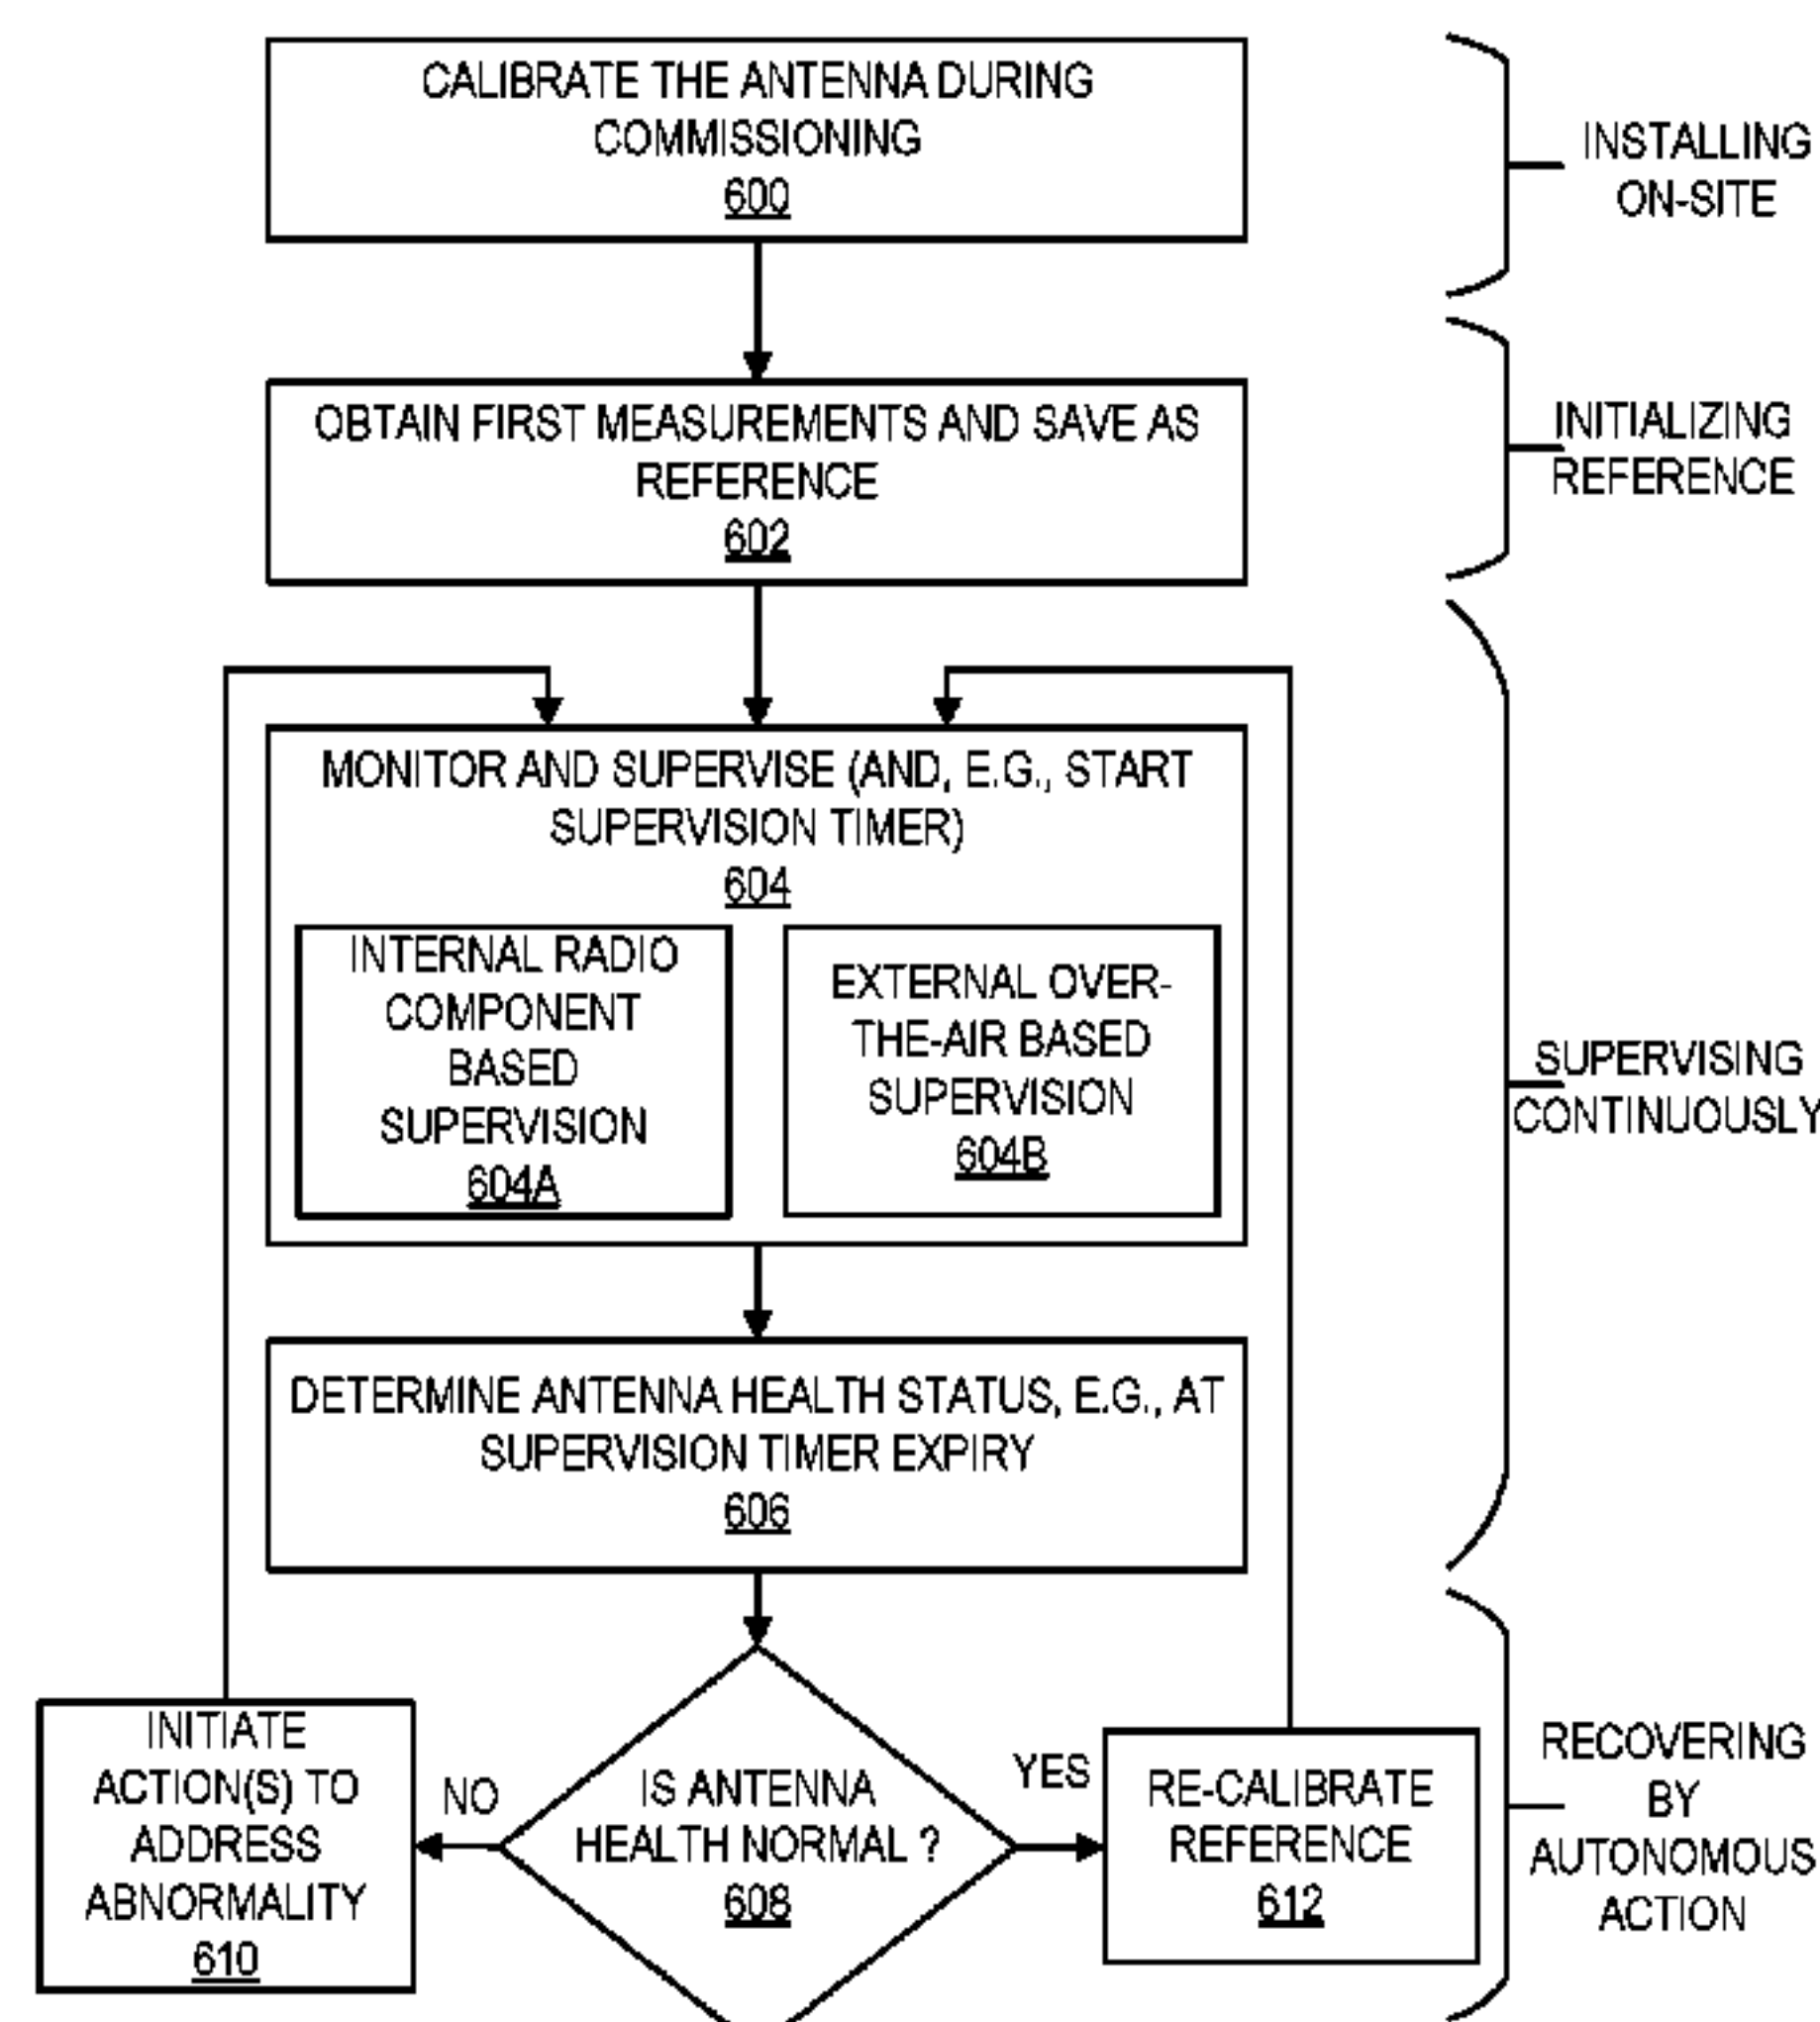 CALIBRATE THE ANTENNA DURING
COMMISSIONING
600
INSTALLING
ON-SITE
OBTAIN FIRST MEASUREMENTS AND SAVE AS
REFERENCE
602
INITIALIZING
REFERENCE
MONITOR AND SUPERVISE (AND, E.G., START
SUPERVISION TIMER)
604
INTERNAL RADIO
COMPONENT
BASED
SUPERVISION
604A
EXTERNAL OVER-
THE-AIR BASED
SUPERVISION
604B
SUPERVISING
CONTINUOUSLY
DETERMINE ANTENNA HEALTH STATUS, E.G., AT
SUPERVISION TIMER EXPIRY
606
INITIATE
ACTION(S) TO
ADDRESS
ABNORMALITY
610
NO
IS ANTENNA
HEALTH NORMAL ?
608
YES
RE-CALIBRATE
REFERENCE
612
RECOVERING
BY
AUTONOMOUS
ACTION